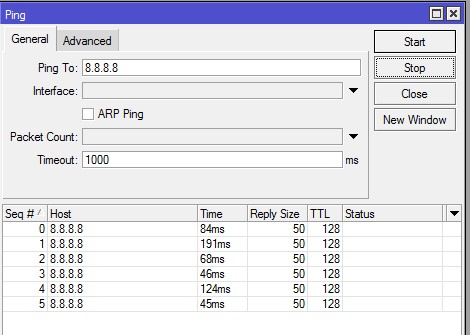 Ping
General Advanced
Start
Ping To: 8.8.8.8
Stop
Interface:
Close
ARP Ping
New Window
Packet Count:
Timeout: 1000 ms
Seq # Host Time Reply Size TTL Status
0 8.8.8.8 84ms 50 128
1 8.8.8.8 191ms 50 128
2 8.8.8.8 68ms 50 128
3 8.8.8.8 46ms 50 128
4 8.8.8.8 124ms 50 128
5 8.8.8.8 45ms 50 128